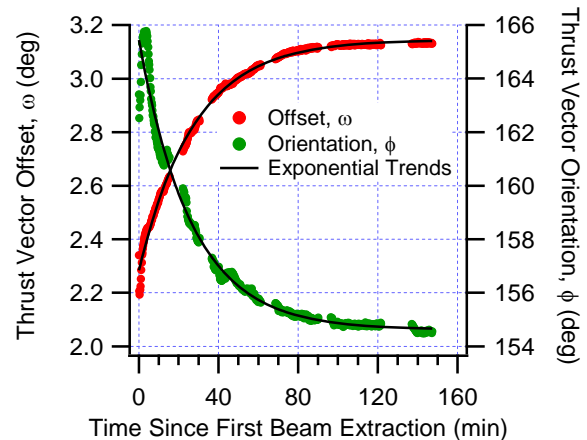 Thrust Vector Offset, ω (deg)
3.2
3.0
2.8
2.6
2.4
2.2
2.0
Offset, ω
Orientation, ϕ
Exponential Trends
166
164
162
160
158
156
154
Thrust Vector Orientation, ϕ (deg)
0 40 80 120 160
Time Since First Beam Extraction (min)